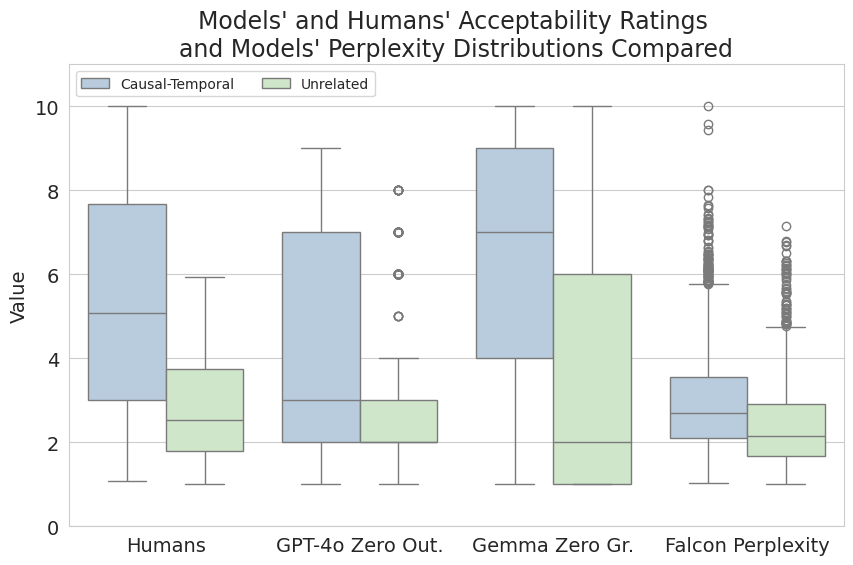 Models' and Humans' Acceptability Ratings
and Models' Perplexity Distributions Compared
Causal-Temporal Unrelated
10
8
6
4
2
0
Value
Humans GPT-4o Zero Out. Gemma Zero Gr. Falcon Perplexity